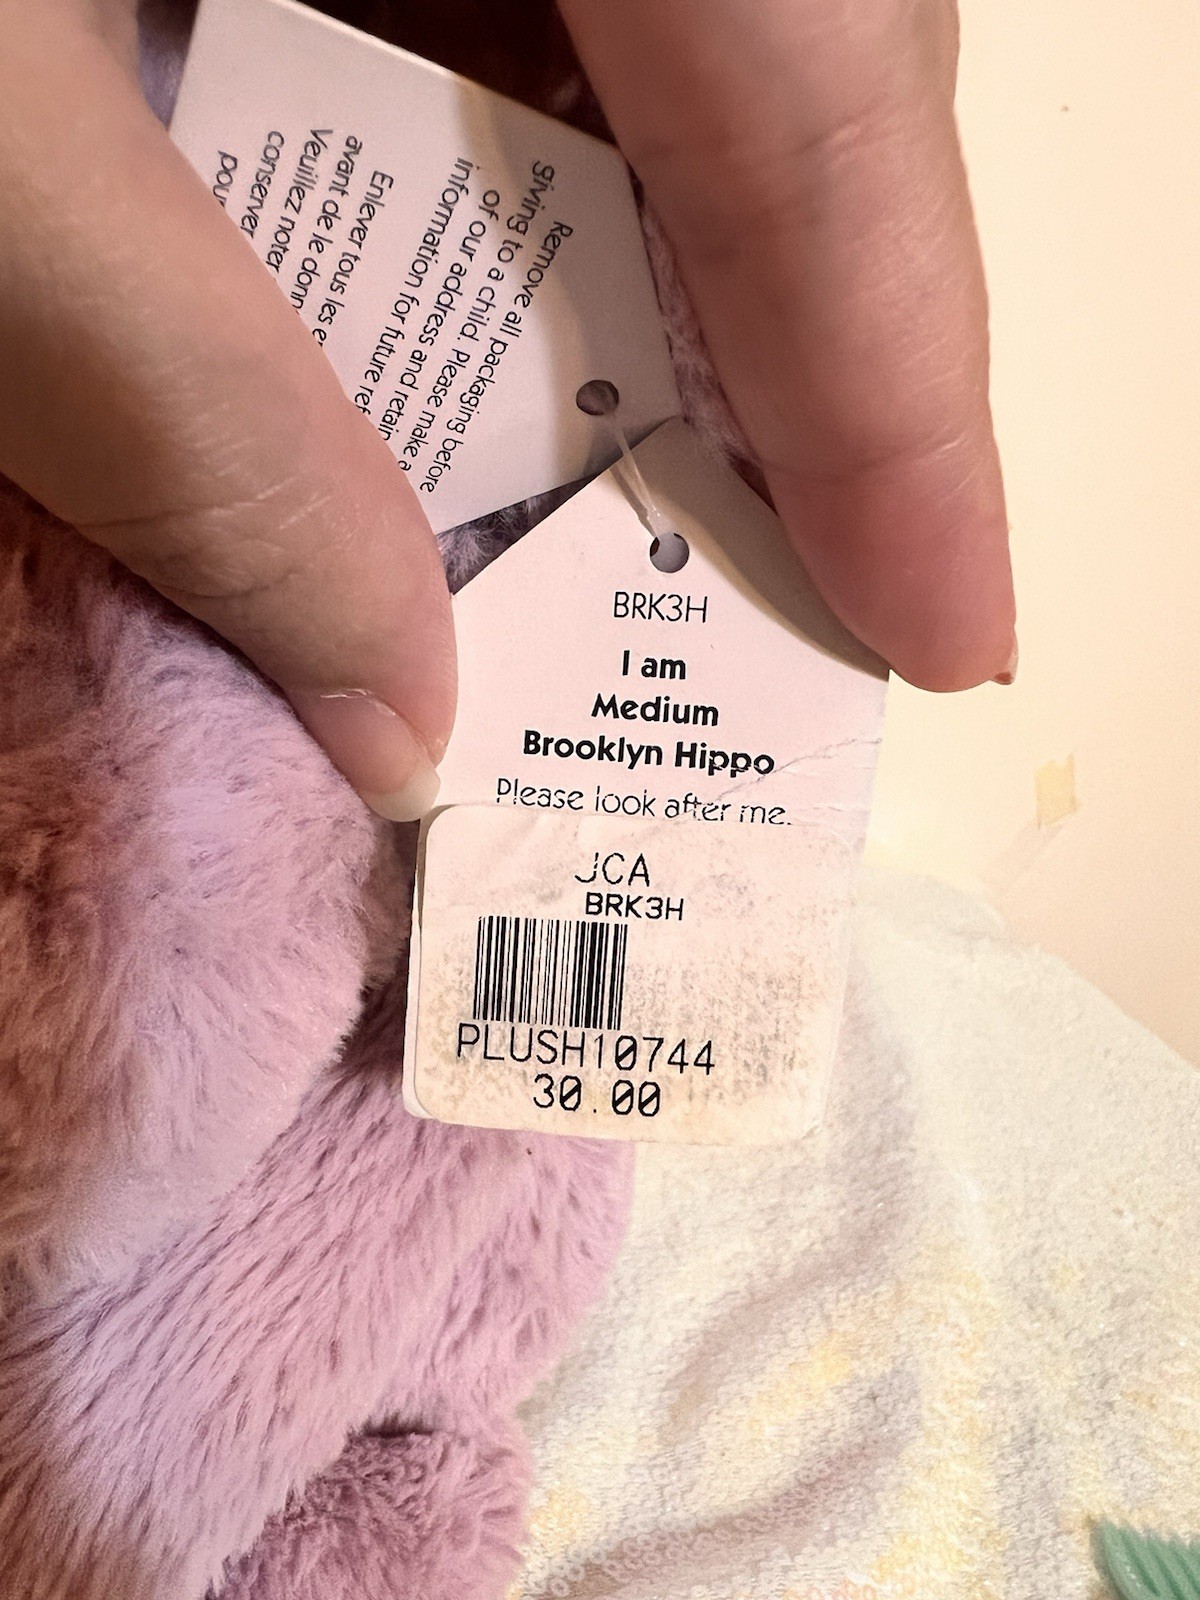 Remove all packaging before
giving to a child. Please make a
of our address and retain
information for future
Enlever tous les
avant de le
Veuillez noter
conserver
BRK3H
I am
Medium
Brooklyn Hippo
Please look after me.
JCA
BRK3H
PLUSH10744
30.00